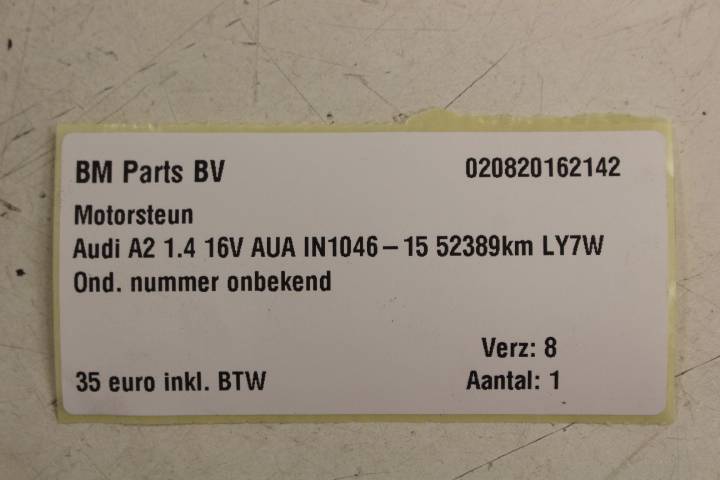 BM Parts BV 020820162142
Motorsteun
Audi A2 1.4 16V AUA IN1046-15 52389km LY7W
Ond. nummer onbekend
Verz: 8
35 euro inkl. BTW Aantal: 1